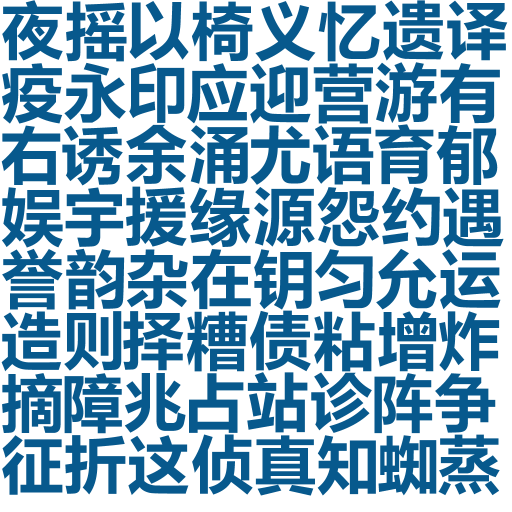 夜摇以椅义忆遗译
疫永印应迎营游有
右诱余涌尤语育郁
娱宇援缘源怨约遇
誉韵杂在钥匀允运
造则择糟债粘增炸
摘障兆占站诊阵争
征折这侦真知蜘蒸